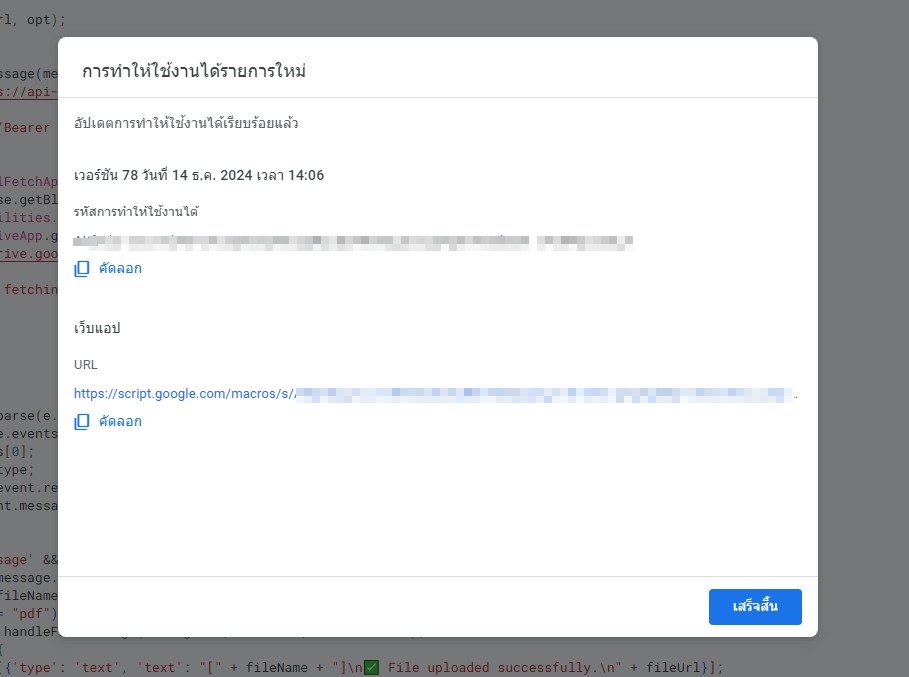 rl, opt);
ssage(me
s://api-
'Bearer
lFetchAp
se.getBl
ilities.
iveApp.g
rive.goo
fetchin
การทำให้ใช้งานได้รายการใหม่
อัปเดตการทำให้ใช้งานได้เรียบร้อยแล้ว
เวอร์ชัน 78 วันที่ 14 ธ.ค. 2024 เวลา 14:06
รหัสการทำให้ใช้งานได้
คัดลอก
เว็บแอป
URL
https://script.google.com/macros/s/
คัดลอก
parse(e.
e.events
s[0];
type;
event.re
nt.messa
sage' &&
message.
fileName
= "pdf")
handleF
เสร็จสิ้น
{
[{'type': 'text', 'text': "[" + fileName + "]\n✅ File uploaded successfully.\n" + fileUrl}];